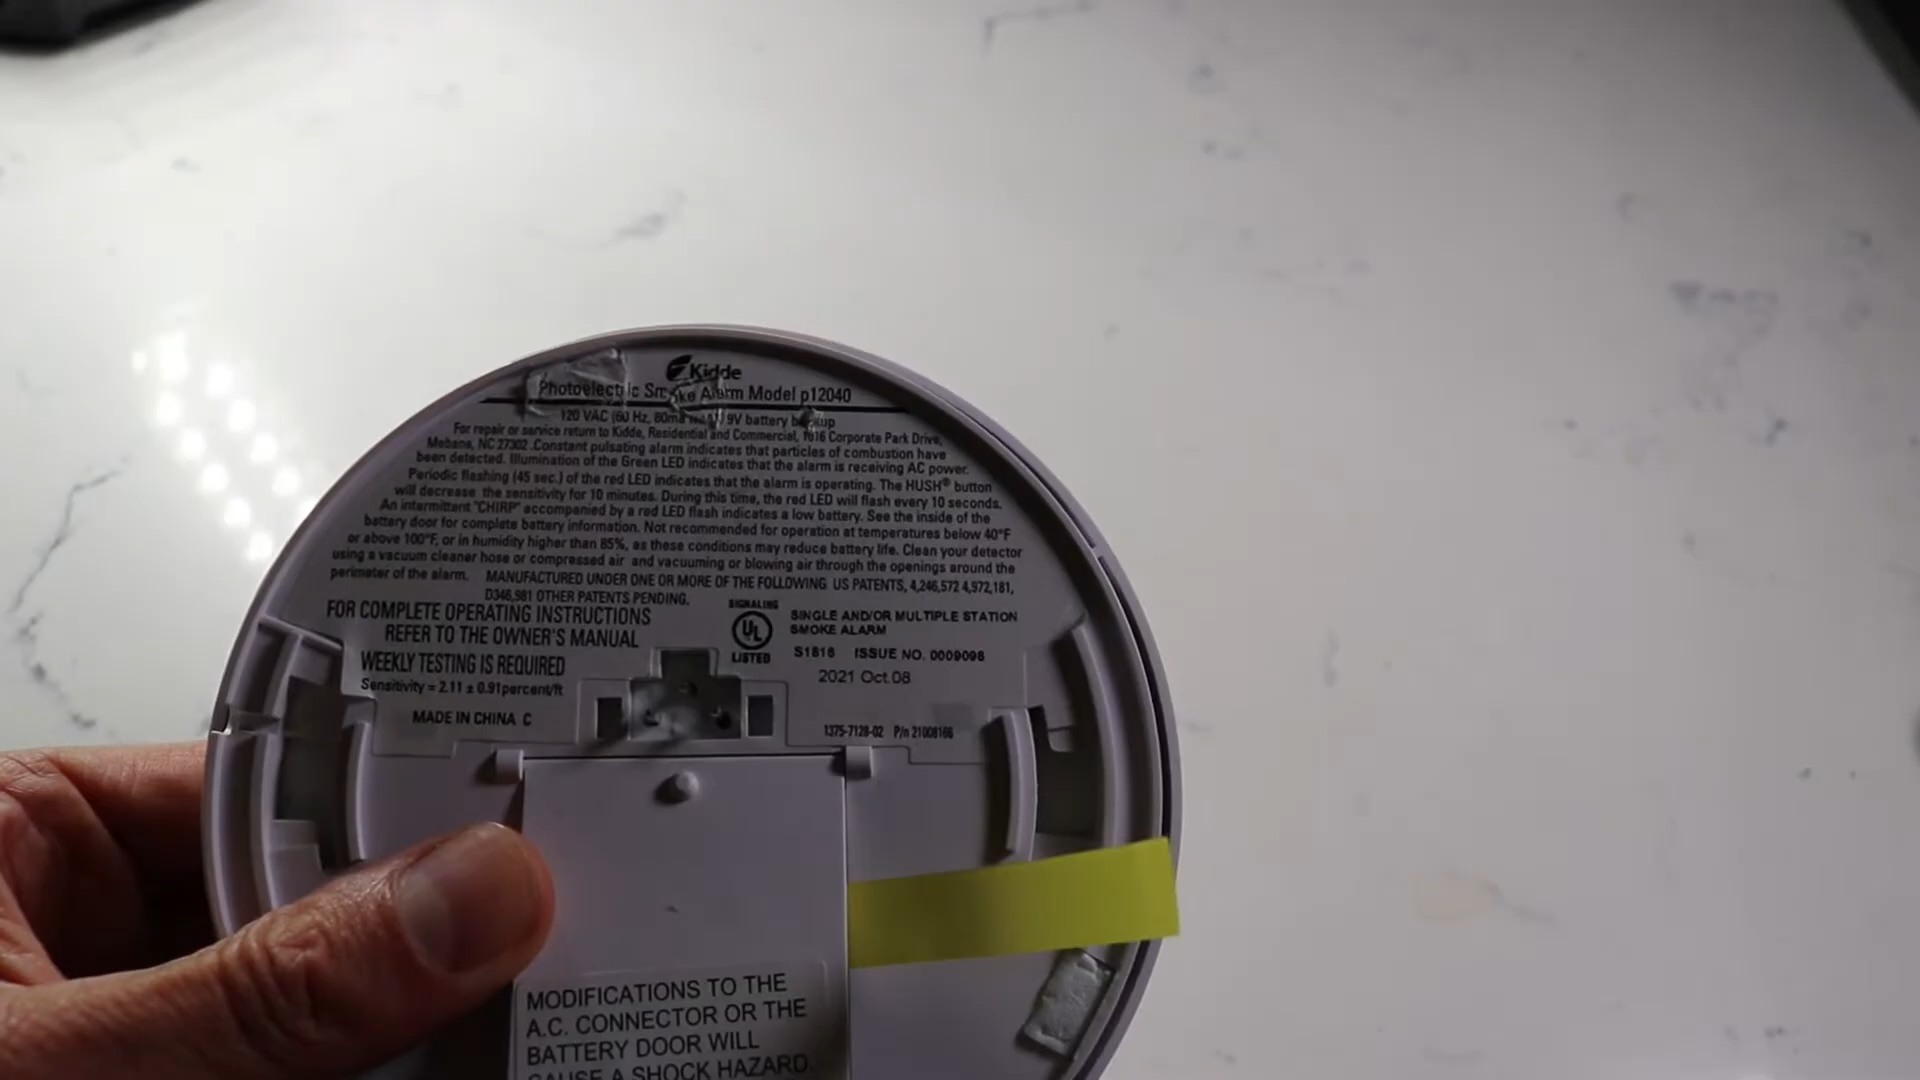 Kidde
Photoelectric Smoke Alarm Model p12040
120 VAC (60 Hz, 80mA 9V battery backup
For repair or service return to Kidde, Residential and Commercial, 1016 Corporate Park Drive,
Mebane, NC 27302 .Constant pulsating alarm indicates that particles of combustion have
been detected. Illumination of the Green LED indicates that the alarm is receiving AC power.
Periodic flashing (45 sec.) of the red LED indicates that the alarm is operating. The HUSH® button
will decrease the sensitivity for 10 minutes. During this time, the red LED will flash every 10 seconds.
An intermittent "CHIRP" accompanied by a red LED flash indicates a low battery. See the inside of the
battery door for complete battery information. Not recommended for operation at temperatures below 40°F
or above 100°F, or in humidity higher than 85%, as these conditions may reduce battery life. Clean your detector
using a vacuum cleaner hose or compressed air and vacuuming or blowing air through the openings around the
perimeter of the alarm. MANUFACTURED UNDER ONE OR MORE OF THE FOLLOWING US PATENTS, 4,246,572 4,972,181,
D346,981 OTHER PATENTS PENDING.
FOR COMPLETE OPERATING INSTRUCTIONS
REFER TO THE OWNER'S MANUAL
WEEKLY TESTING IS REQUIRED
Sensitivity = 2.11 ± 0.91percent/ft
MADE IN CHINA C
SIGNALING
UL
LISTED
SINGLE AND/OR MULTIPLE STATION
SMOKE ALARM
S1818 ISSUE NO. 0009098
2021 Oct.08
1375-7128-02 P/n 21008166
MODIFICATIONS TO THE
A.C. CONNECTOR OR THE
BATTERY DOOR WILL
CAUSE A SHOCK HAZARD.